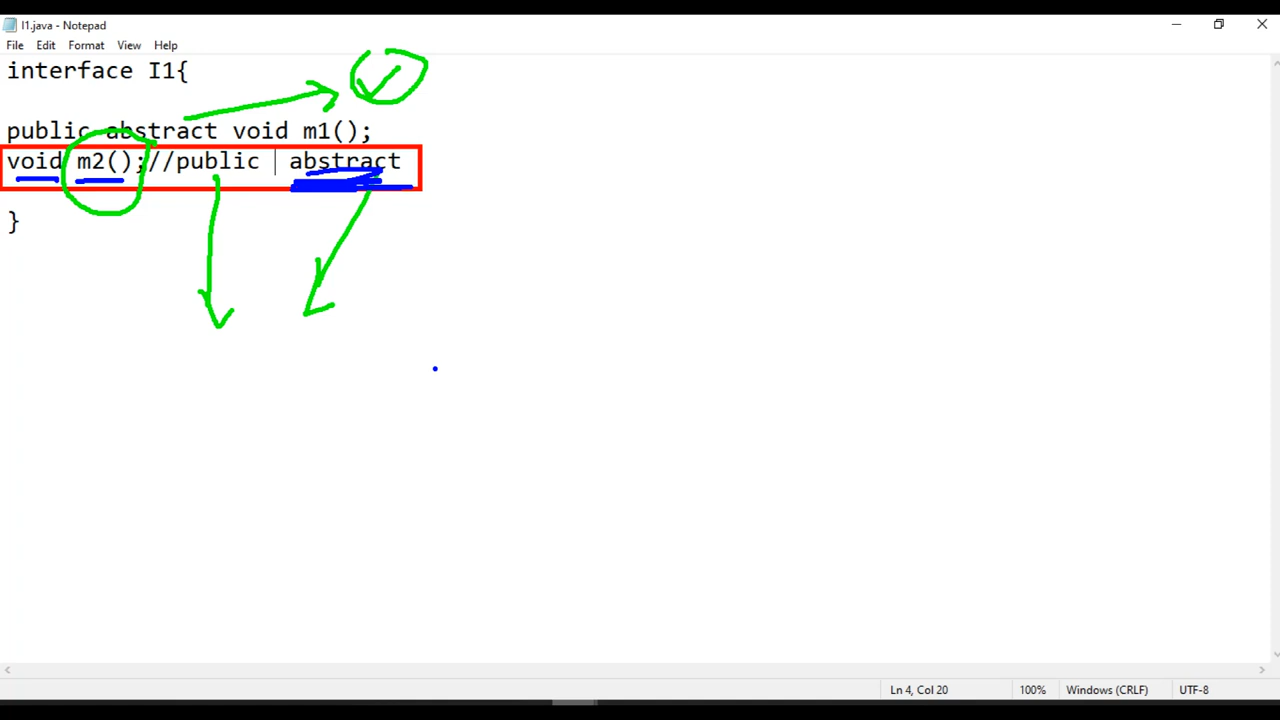 I1.java - Notepad
File Edit Format View Help
interface I1{
public abstract void m1();
void m2();//public | abstract
}
Ln 4, Col 20 100% Windows (CRLF) UTF-8